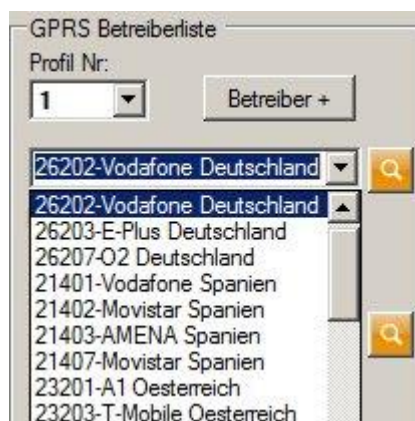 GPRS Betreiberliste
Profil Nr:
1
Betreiber +
26202-Vodafone Deutschland
26202-Vodafone Deutschland
26203-E-Plus Deutschland
26207-O2 Deutschland
21401-Vodafone Spanien
21402-Movistar Spanien
21403-AMENA Spanien
21407-Movistar Spanien
23201-A1 Oesterreich
23203-T-Mobile Oesterreich